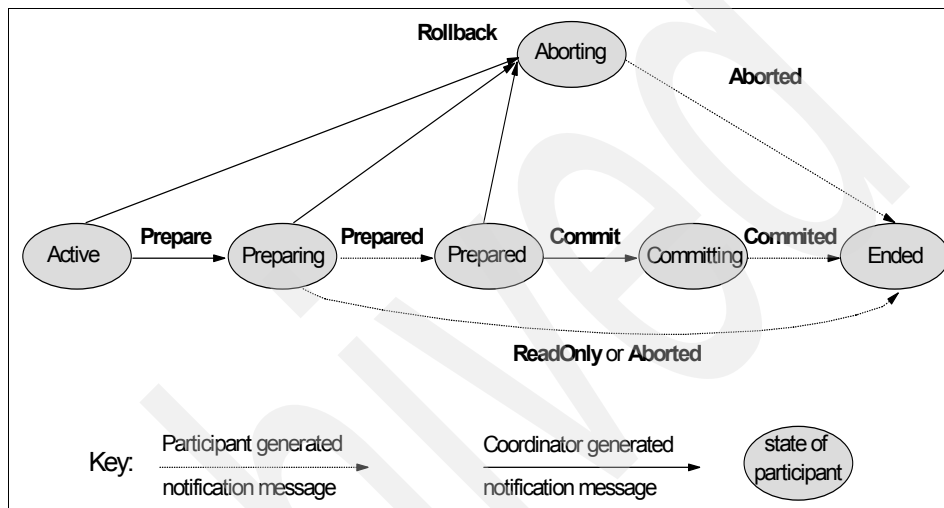 Rollback
Aborting
Aborted
Active
Prepare
Preparing
Prepared
Prepared
Commit
Committing
Commited
Ended
ReadOnly or Aborted
Key:
Participant generated
notification message
Coordinator generated
notification message
state of
participant
hived